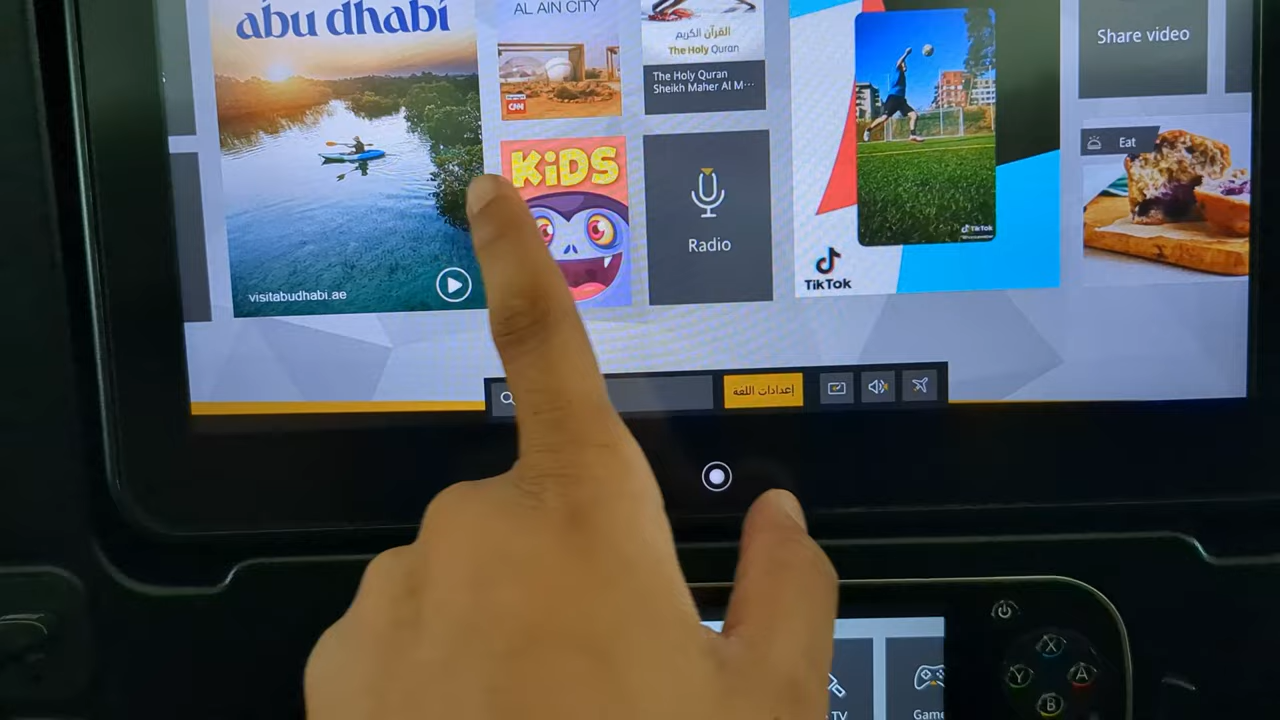 abu dhabi
visitabudhabi.ae
AL AIN CITY
CNN
KiDS
القرآن الكريم
The Holy Quran
The Holy Quran
Sheikh Maher Al M...
Radio
TikTok
TikTok
Share video
Eat
إعدادات اللغة
TV
Game
X
Y
A
B